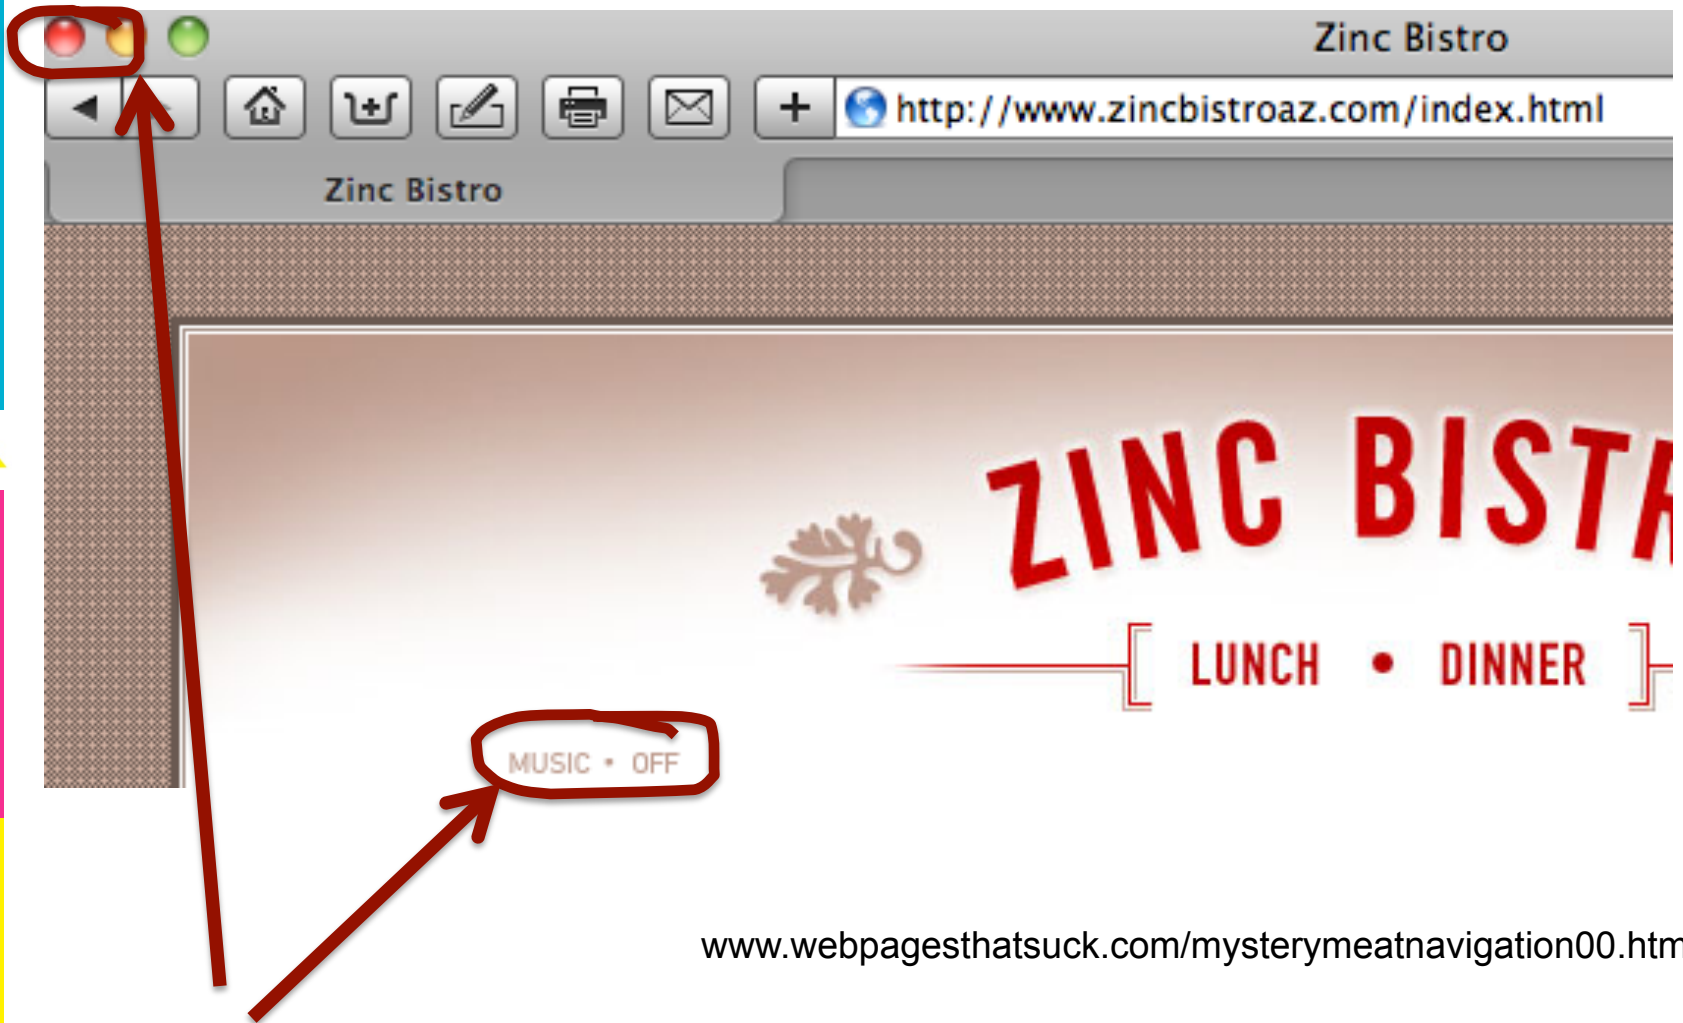 Zinc Bistro
http://www.zincbistroaz.com/index.html
Zinc Bistro
ZINC BISTR
LUNCH • DINNER
MUSIC • OFF
www.webpagesthatsuck.com/mysterymeatnavigation00.htm